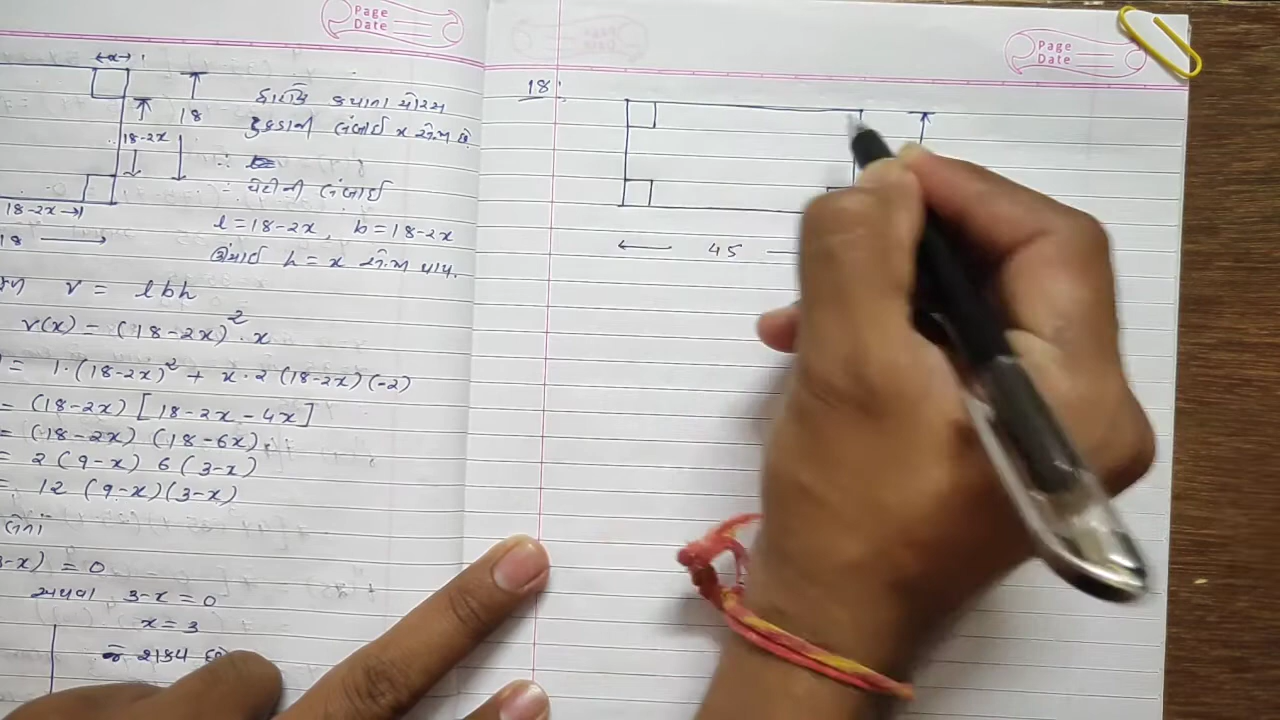 Page
Date
x
18
18-2x
18-2x
18
ધારોકે કપાતા ચોરસ
ટુકડાની લંબાઈ x સેમી છે.
∴ પેટીની લંબાઈ
l = 18-2x, b = 18-2x
ઊંચાઈ h = x સે.મી થાય.
v = lbh
v(x) = (18-2x)² · x
= 1·(18-2x)² + x·2(18-2x)(-2)
= (18-2x) [18-2x-4x]
= (18-2x) (18-6x)
= 2(9-x) 6(3-x)
= 12 (9-x)(3-x)
3-x) = 0
અથવા 3-x = 0
x = 3
Page
Date
18
45